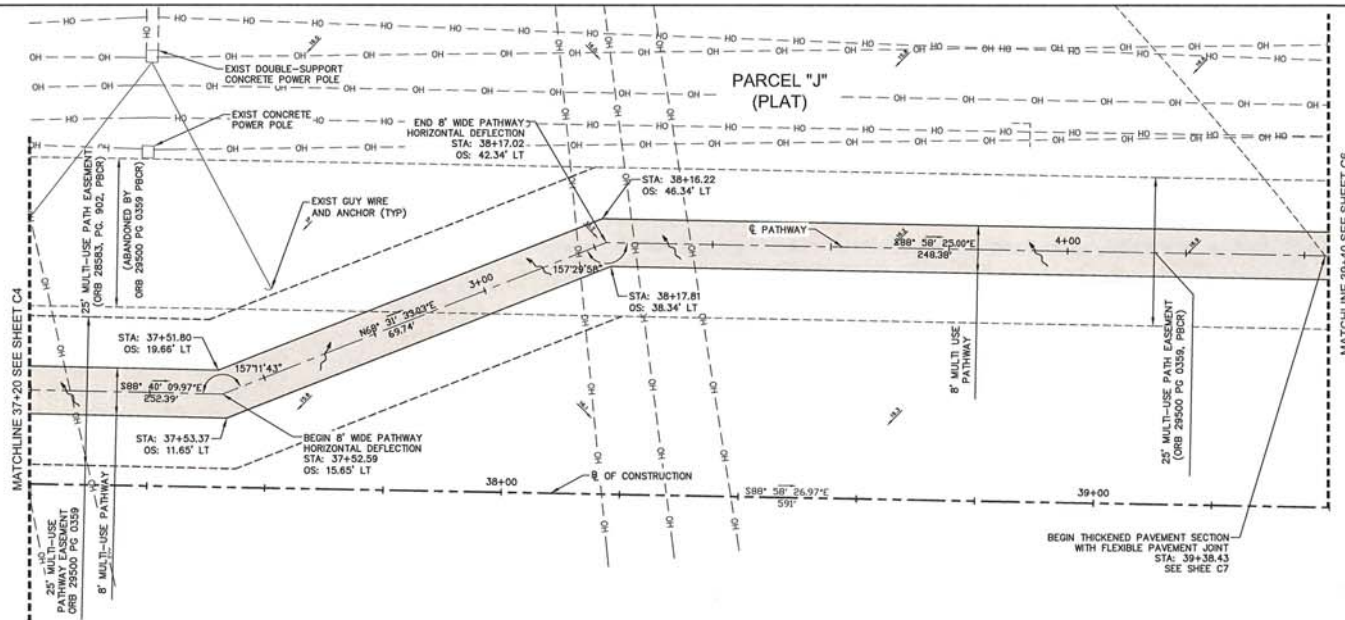 EXIST DOUBLE-SUPPORT
CONCRETE POWER POLE
EXIST CONCRETE
POWER POLE
PARCEL "J"
(PLAT)
END 8' WIDE PATHWAY
HORIZONTAL DEFLECTION
STA: 38+17.02
OS: 42.34' LT
STA: 38+16.22
OS: 46.34' LT
EXIST GUY WIRE
AND ANCHOR (TYP)
25' MULTI-USE PATH EASEMENT
(ORB 28583, PG. 902, PBCR)
(ABANDONED BY
ORB 29500 PG 0359 PBCR)
℄ PATHWAY
S88° 58' 25.00"E
248.38'
4+00
3+00
157°29'58"
N68° 31' 33.03"E
69.74'
STA: 38+17.81
OS: 38.34' LT
STA: 37+51.80
OS: 19.66' LT
157°11'43"
S88° 40' 09.97"E
252.39'
STA: 37+53.37
OS: 11.65' LT
BEGIN 8' WIDE PATHWAY
HORIZONTAL DEFLECTION
STA: 37+52.59
OS: 15.65' LT
8' MULTI USE
PATHWAY
25' MULTI-USE PATH EASEMENT
(ORB 29500 PG 0359, PBCR)
MATCHLINE 37+20 SEE SHEET C4
38+00
OF CONSTRUCTION
S88° 58' 26.97"E
591'
39+00
25' MULTI-USE
PATHWAY EASEMENT
ORB 29500 PG 0359
8' MULTI-USE PATHWAY
BEGIN THICKENED PAVEMENT SECTION
WITH FLEXIBLE PAVEMENT JOINT
STA: 39+38.43
SEE SHEE C7